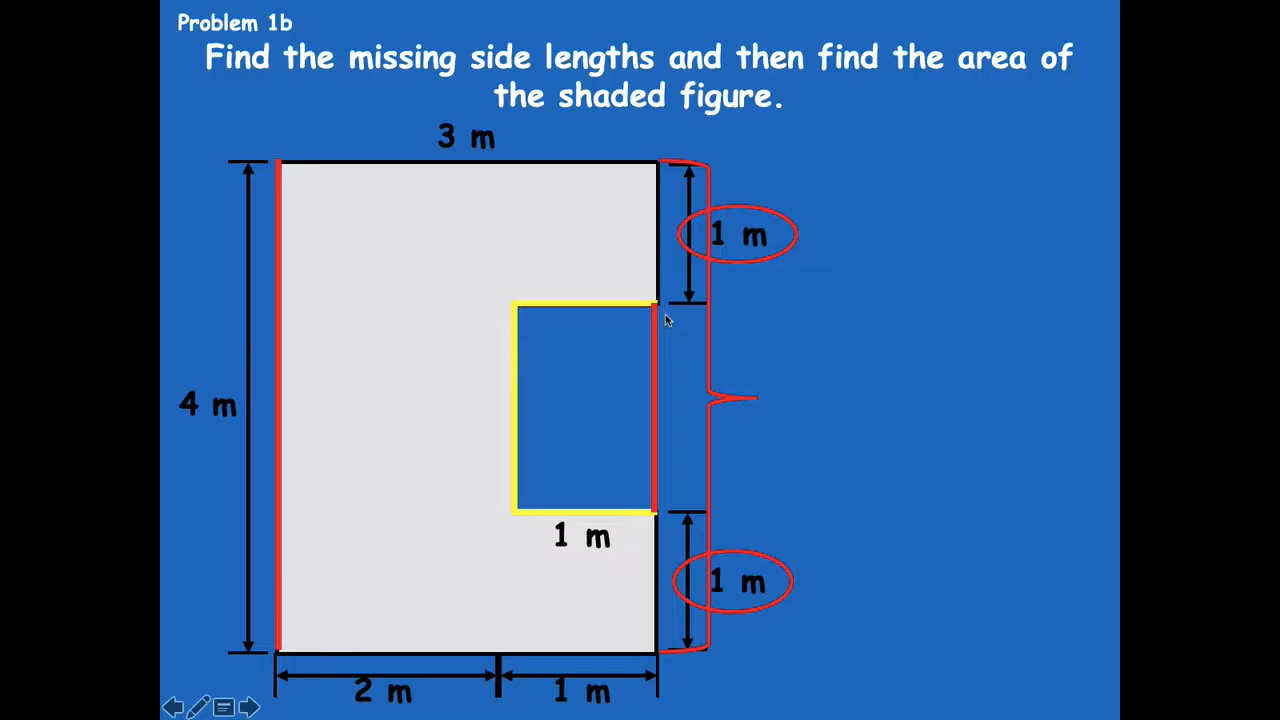 Problem 1b
Find the missing side lengths and then find the area of
the shaded figure.
3 m
1 m
4 m
1 m
1 m
2 m
1 m